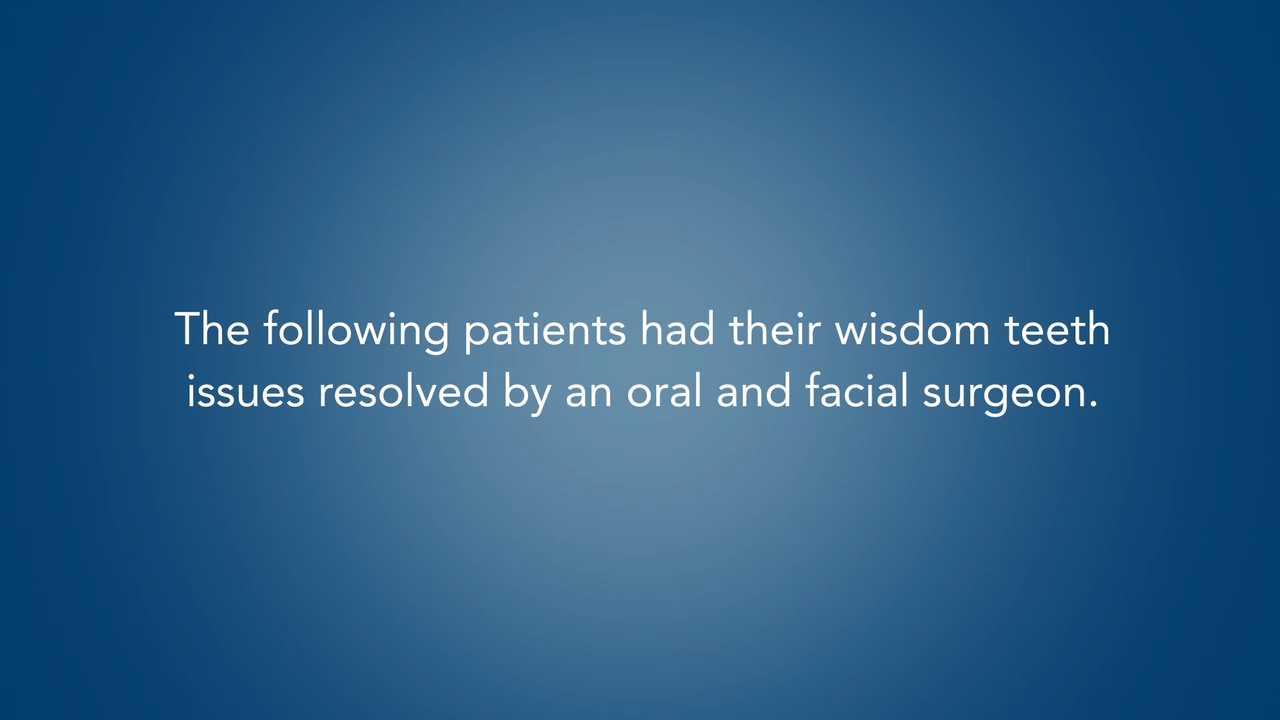 The following patients had their wisdom teeth
issues resolved by an oral and facial surgeon.